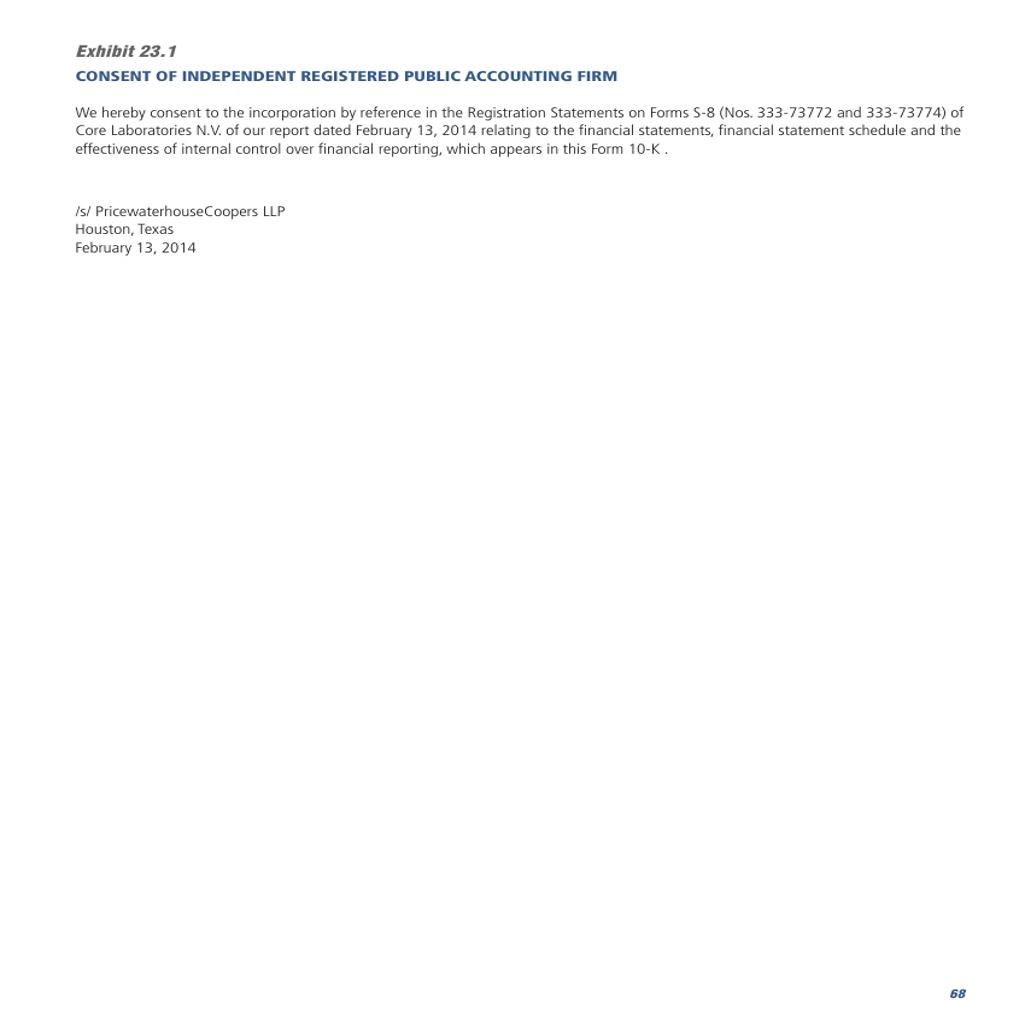 Exhibit 23.1
CONSENT OF INDEPENDENT REGISTERED PUBLIC ACCOUNTING FIRM
We hereby consent to the incorporation by reference in the Registration Statements on Forms S-8 (Nos. 333-73772 and 333-73774) of
Core Laboratories N.V. of our report dated February 13, 2014 relating to the financial statements, financial statement schedule and the
effectiveness of internal control over financial reporting, which appears in this Form 10-K .
/s/ PricewaterhouseCoopers LLP
Houston, Texas
February 13, 2014
68